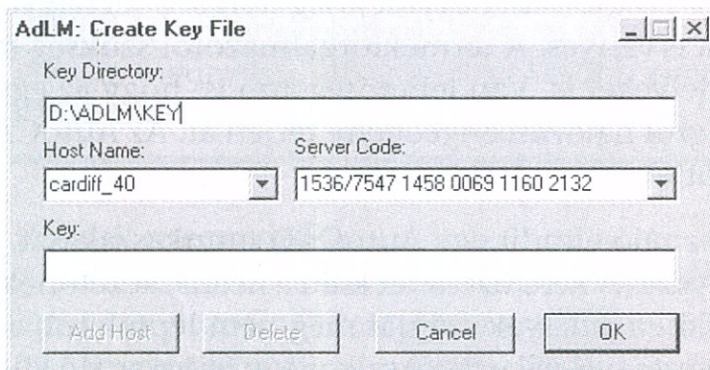 AdLM: Create Key File
Key Directory:
D:\ADLM\KEY
Host Name: Server Code:
cardiff_40 1536/7547 1458 0069 1160 2132
Key:
Add Host Delete Cancel OK